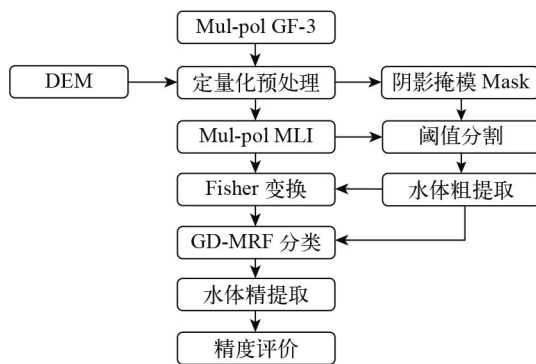 Mul-pol GF-3
DEM
定量化预处理
阴影掩模 Mask
Mul-pol MLI
阈值分割
Fisher 变换
水体粗提取
GD-MRF 分类
水体精提取
精度评价